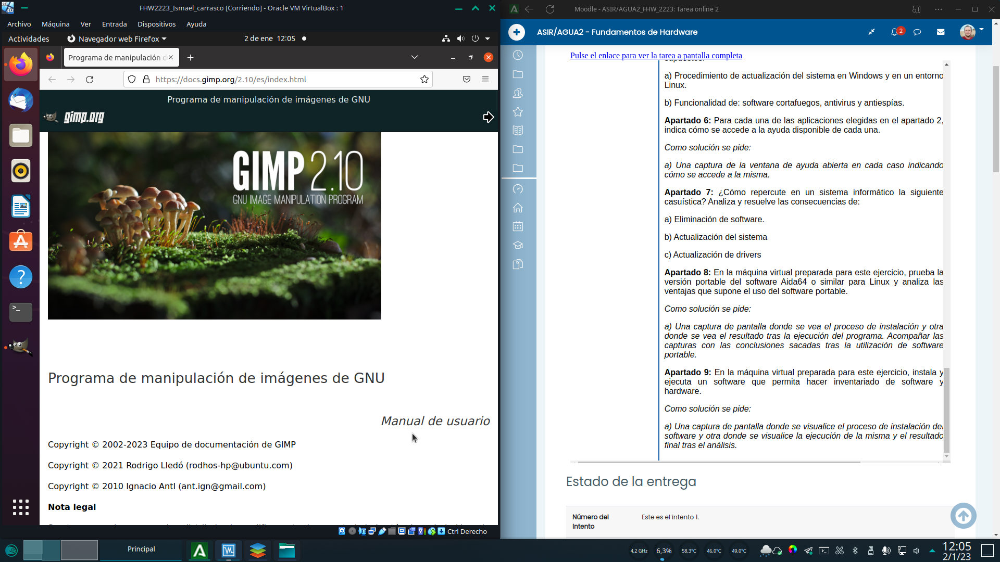 FHW2223_Ismael_carrasco [Corriendo] - Oracle VM VirtualBox : 1
Archivo Máquina Ver Entrada Dispositivos Ayuda
Actividades Navegador web Firefox 2 de ene 12:05
Programa de manipulación d
https://docs.gimp.org/2.10/es/index.html
Programa de manipulación de imágenes de GNU
gimp.org
GIMP 2.10
GNU IMAGE MANIPULATION PROGRAM
Programa de manipulación de imágenes de GNU
Manual de usuario
Copyright © 2002-2023 Equipo de documentación de GIMP
Copyright © 2021 Rodrigo Lledó (rodhos-hp@ubuntu.com)
Copyright © 2010 Ignacio AntI (ant.ign@gmail.com)
Nota legal
Ctrl Derecho
Moodle - ASIR/AGUA2_FHW_2223: Tarea online 2
ASIR/AGUA2 - Fundamentos de Hardware
2
Pulse el enlace para ver la tarea a pantalla completa
supuestos:
a) Procedimiento de actualización del sistema en Windows y en un entorno
Linux.
b) Funcionalidad de: software cortafuegos, antivirus y antiespías.
Apartado 6: Para cada una de las aplicaciones elegidas en el apartado 2,
indica cómo se accede a la ayuda disponible de cada una.
Como solución se pide:
a) Una captura de la ventana de ayuda abierta en cada caso indicando
cómo se accede a la misma.
Apartado 7: ¿Cómo repercute en un sistema informático la siguiente
casuística? Analiza y resuelve las consecuencias de:
a) Eliminación de software.
b) Actualización del sistema
c) Actualización de drivers
Apartado 8: En la máquina virtual preparada para este ejercicio, prueba la
versión portable del software Aida64 o similar para Linux y analiza las
ventajas que supone el uso del software portable.
Como solución se pide:
a) Una captura de pantalla donde se vea el proceso de instalación y otra
donde se vea el resultado tras la ejecución del programa. Acompañar las
capturas con las conclusiones sacadas tras la utilización de software
portable.
Apartado 9: En la máquina virtual preparada para este ejercicio, instala y
ejecuta un software que permita hacer inventariado de software y
hardware.
Como solución se pide:
a) Una captura de pantalla donde se visualice el proceso de instalación del
software y otra donde se visualice la ejecución de la misma y el resultado
final tras el análisis.
Estado de la entrega
Número del
Intento
Este es el intento 1.
Principal
4,2 GHz 6,3% 58,3°C 46,0°C 49,0°C
12:05
2/1/23